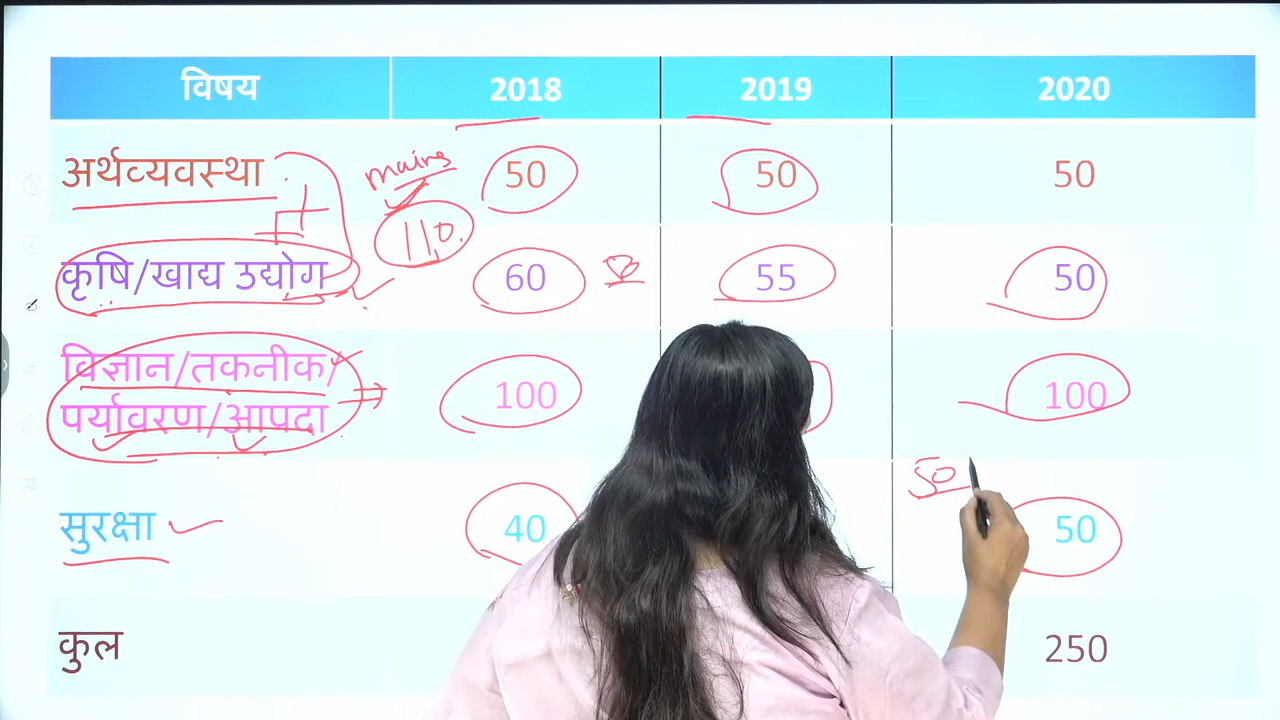 विषय 2018 2019 2020
अर्थव्यवस्था mains 50 50 50
110
कृषि/खाद्य उद्योग 60 50 55 50
विज्ञान/तकनीक/
पर्यावरण/आपदा 100 100
50
सुरक्षा 40 50
कुल 250